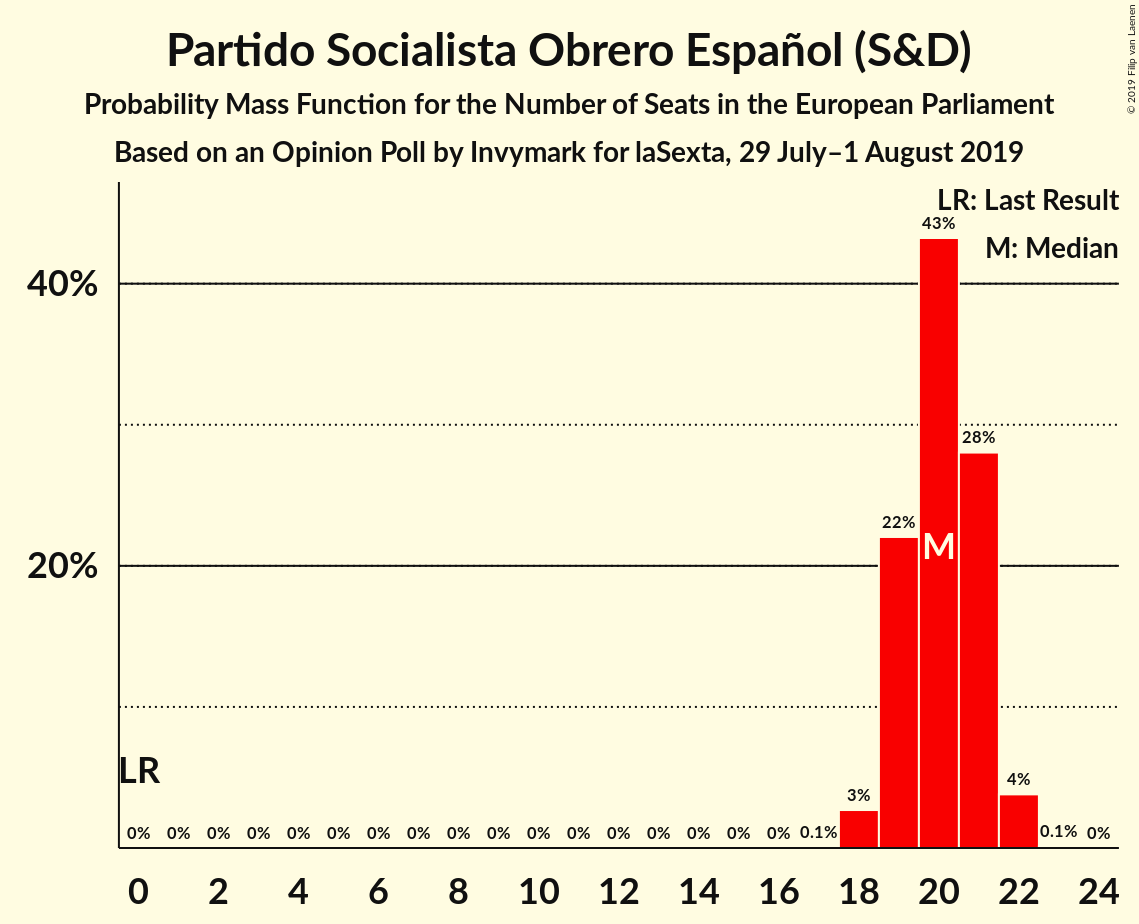 Partido Socialista Obrero Español (S&D)
Probability Mass Function for the Number of Seats in the European Parliament
Based on an Opinion Poll by Invymark for laSexta, 29 July–1 August 2019
© 2019 Filip van Laenen
LR: Last Result
M: Median
43%
40%
28%
22%
M
20%
LR
4%
3%
0% 0% 0% 0% 0% 0% 0% 0% 0% 0% 0% 0% 0% 0% 0% 0% 0% 0.1% 0.1% 0%
0 2 4 6 8 10 12 14 16 18 20 22 24